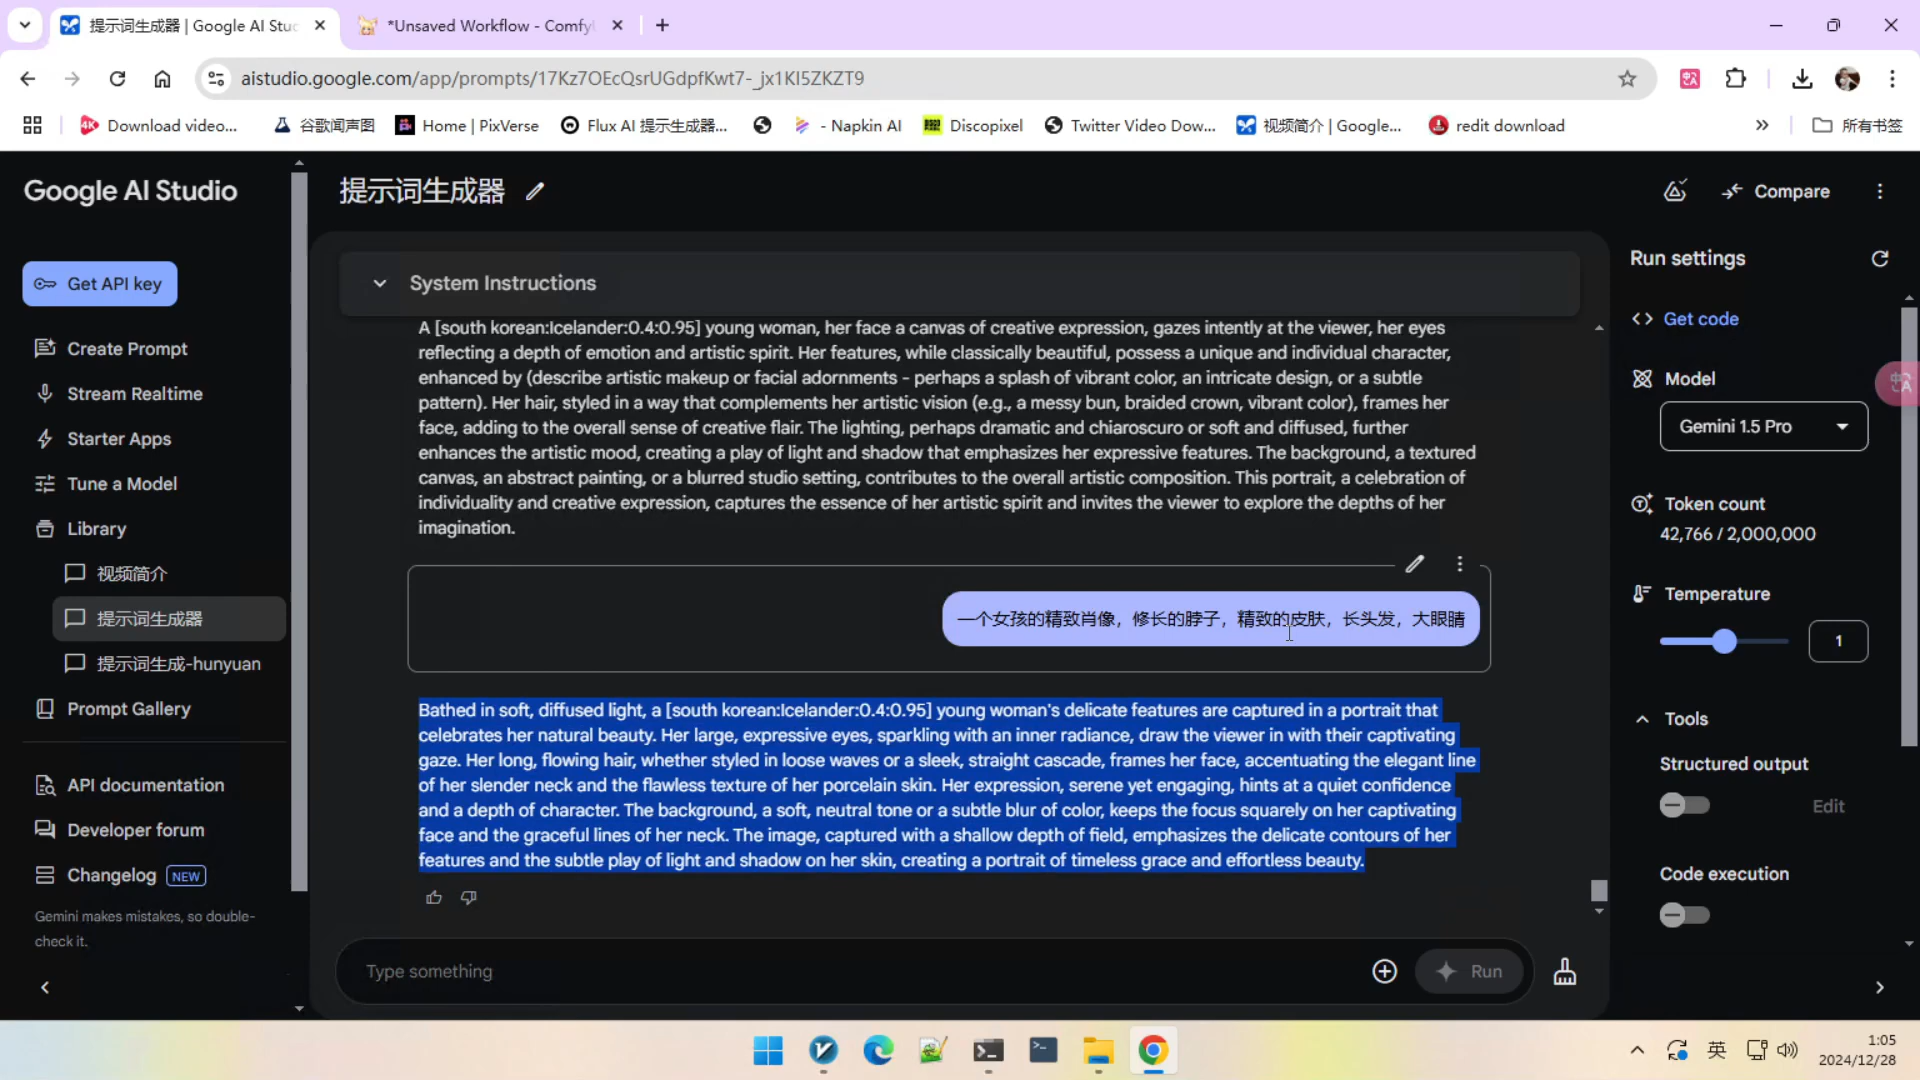 提示词生成器 | Google AI Stud
*Unsaved Workflow - ComfyU
aistudio.google.com/app/prompts/17Kz7OEcQsrUGdpfKwt7-_jx1KI5ZKZT9
Download video...
谷歌闻声图
Home | PixVerse
Flux AI 提示生成器...
- Napkin AI
Discopixel
Twitter Video Dow...
视频简介 | Google...
redit download
所有书签
Google AI Studio
提示词生成器
Compare
Get API key
System Instructions
Run settings
Get code
Create Prompt
Stream Realtime
Starter Apps
Tune a Model
Library
视频简介
提示词生成器
提示词生成-hunyuan
Prompt Gallery
API documentation
Developer forum
Changelog NEW
Gemini makes mistakes, so double-
check it.
A [south korean:Icelander:0.4:0.95] young woman, her face a canvas of creative expression, gazes intently at the viewer, her eyes
reflecting a depth of emotion and artistic spirit. Her features, while classically beautiful, possess a unique and individual character,
enhanced by (describe artistic makeup or facial adornments - perhaps a splash of vibrant color, an intricate design, or a subtle
pattern). Her hair, styled in a way that complements her artistic vision (e.g., a messy bun, braided crown, vibrant color), frames her
face, adding to the overall sense of creative flair. The lighting, perhaps dramatic and chiaroscuro or soft and diffused, further
enhances the artistic mood, creating a play of light and shadow that emphasizes her expressive features. The background, a textured
canvas, an abstract painting, or a blurred studio setting, contributes to the overall artistic composition. This portrait, a celebration of
individuality and creative expression, captures the essence of her artistic spirit and invites the viewer to explore the depths of her
imagination.
一个女孩的精致肖像，修长的脖子，精致的皮肤，长头发，大眼睛
Bathed in soft, diffused light, a [south korean:Icelander:0.4:0.95] young woman's delicate features are captured in a portrait that
celebrates her natural beauty. Her large, expressive eyes, sparkling with an inner radiance, draw the viewer in with their captivating
gaze. Her long, flowing hair, whether styled in loose waves or a sleek, straight cascade, frames her face, accentuating the elegant line
of her slender neck and the flawless texture of her porcelain skin. Her expression, serene yet engaging, hints at a quiet confidence
and a depth of character. The background, a soft, neutral tone or a subtle blur of color, keeps the focus squarely on her captivating
face and the graceful lines of her neck. The image, captured with a shallow depth of field, emphasizes the delicate contours of her
features and the subtle play of light and shadow on her skin, creating a portrait of timeless grace and effortless beauty.
Type something
Run
Model
Gemini 1.5 Pro
Token count
42,766 / 2,000,000
Temperature
1
Tools
Structured output
Edit
Code execution
英
1:05
2024/12/28